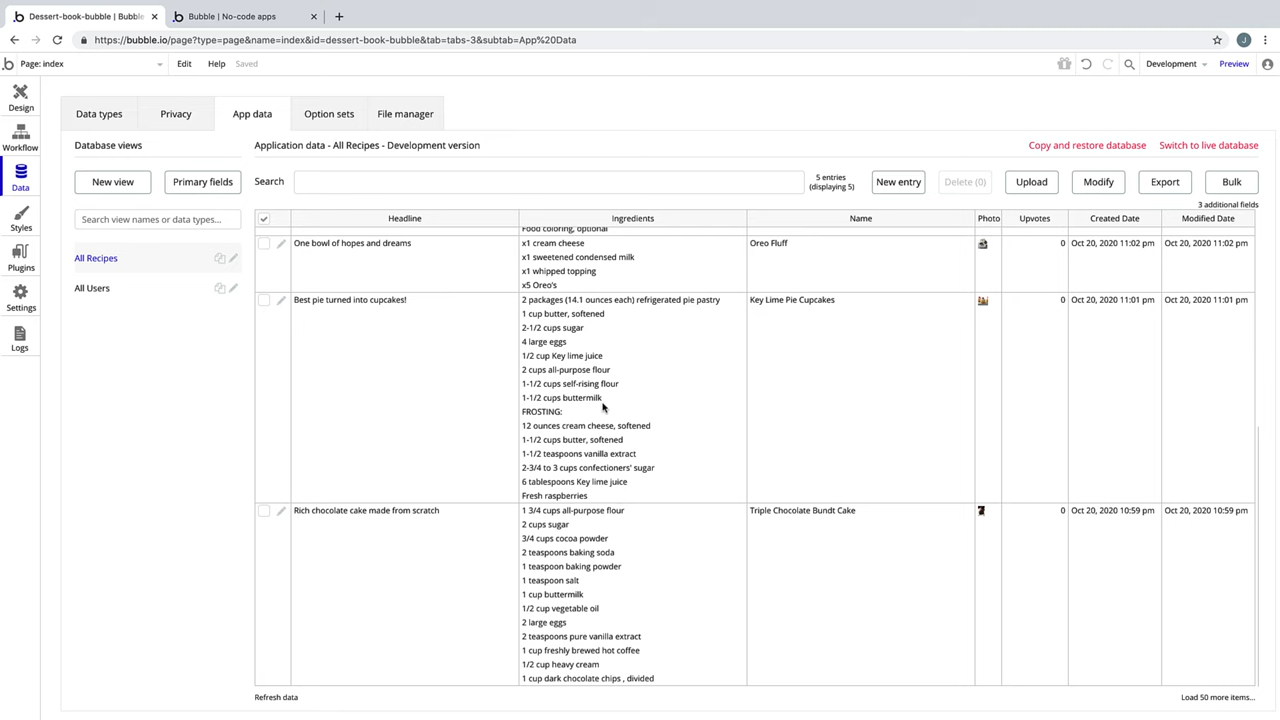 Dessert-book-bubble | Bubble
Bubble | No-code apps
https://bubble.io/page?type=page&name=index&id=dessert-book-bubble&tab=tabs-3&subtab=App%20Data
J
Page: index
Edit
Help
Saved
Development
Preview
Design
Workflow
Data
Styles
Plugins
Settings
Logs
Data types
Privacy
App data
Option sets
File manager
Database views
Application data - All Recipes - Development version
Copy and restore database
Switch to live database
New view
Primary fields
Search
5 entries
(displaying 5)
New entry
Delete (0)
Upload
Modify
Export
Bulk
3 additional fields
Search view names or data types...
All Recipes
All Users
Headline
Ingredients
Name
Photo
Upvotes
Created Date
Modified Date
Food coloring, optional
One bowl of hopes and dreams
x1 cream cheese
x1 sweetened condensed milk
x1 whipped topping
x5 Oreo's
Oreo Fluff
0
Oct 20, 2020 11:02 pm
Oct 20, 2020 11:02 pm
Best pie turned into cupcakes!
2 packages (14.1 ounces each) refrigerated pie pastry
1 cup butter, softened
2-1/2 cups sugar
4 large eggs
1/2 cup Key lime juice
2 cups all-purpose flour
1-1/2 cups self-rising flour
1-1/2 cups buttermilk
FROSTING:
12 ounces cream cheese, softened
1-1/2 cups butter, softened
1-1/2 teaspoons vanilla extract
2-3/4 to 3 cups confectioners' sugar
6 tablespoons Key lime juice
Fresh raspberries
Key Lime Pie Cupcakes
0
Oct 20, 2020 11:01 pm
Oct 20, 2020 11:01 pm
Rich chocolate cake made from scratch
1 3/4 cups all-purpose flour
2 cups sugar
3/4 cups cocoa powder
2 teaspoons baking soda
1 teaspoon baking powder
1 teaspoon salt
1 cup buttermilk
1/2 cup vegetable oil
2 large eggs
2 teaspoons pure vanilla extract
1 cup freshly brewed hot coffee
1/2 cup heavy cream
1 cup dark chocolate chips , divided
Triple Chocolate Bundt Cake
0
Oct 20, 2020 10:59 pm
Oct 20, 2020 10:59 pm
Refresh data
Load 50 more items...